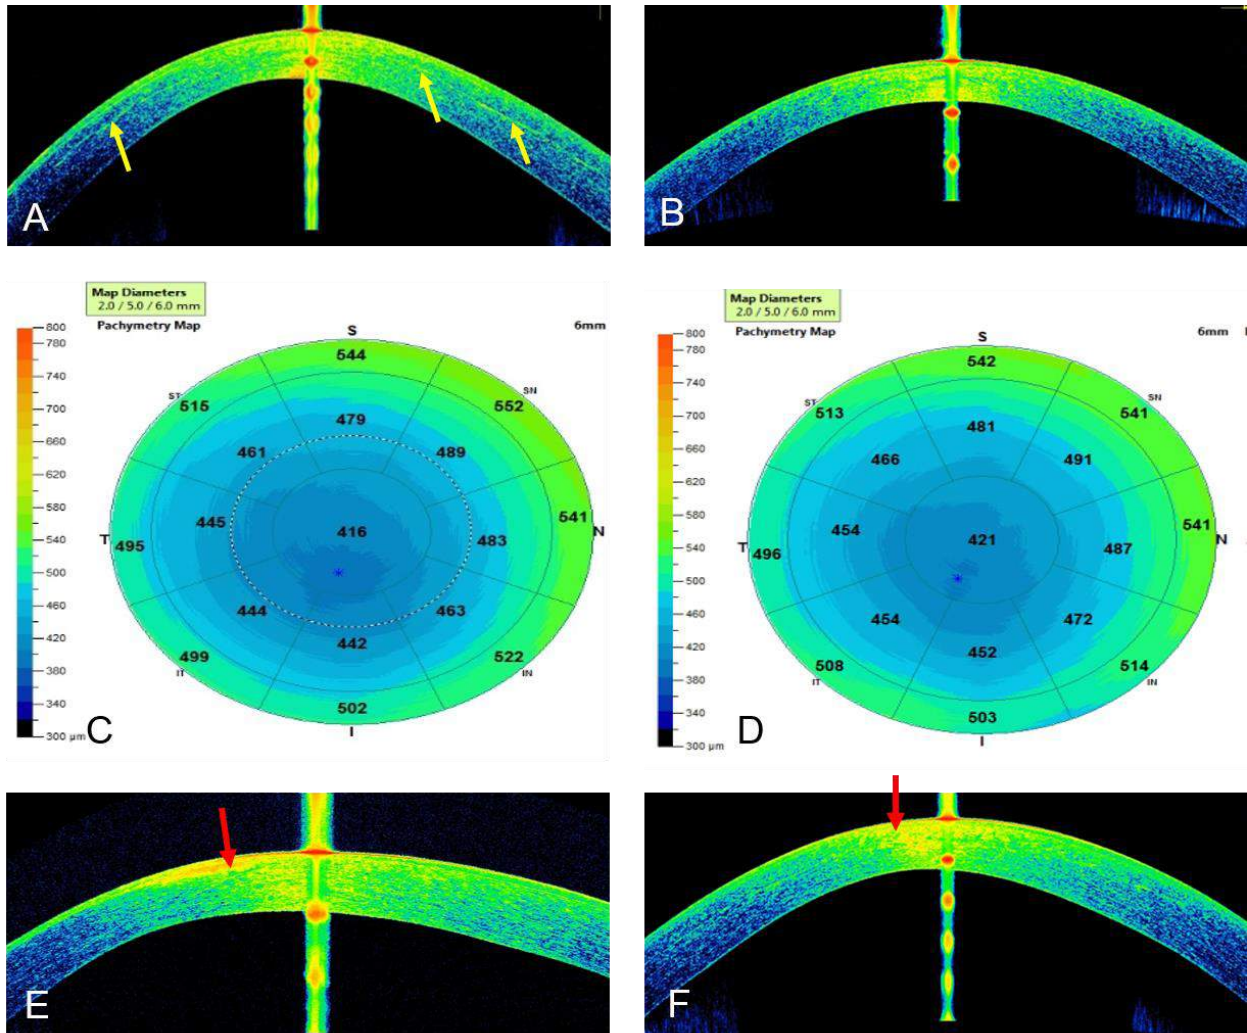 A
B
Map Diameters
2.0 / 5.0 / 6.0 mm
Pachymetry Map
6mm
S
800
780
740
700
660
620
580
540
500
460
420
380
340
300 µm
544
ST
515
SN
552
479
461
489
T
495
445
416
483
541
N
444
463
442
499
IT
522
IN
502
I
C
Map Diameters
2.0 / 5.0 / 6.0 mm
Pachymetry Map
6mm
S
800
780
740
700
660
620
580
540
500
460
420
380
340
300 µm
542
ST
513
SN
541
481
466
491
T
496
454
421
487
541
N
454
472
452
508
IT
514
IN
503
I
D
E
F